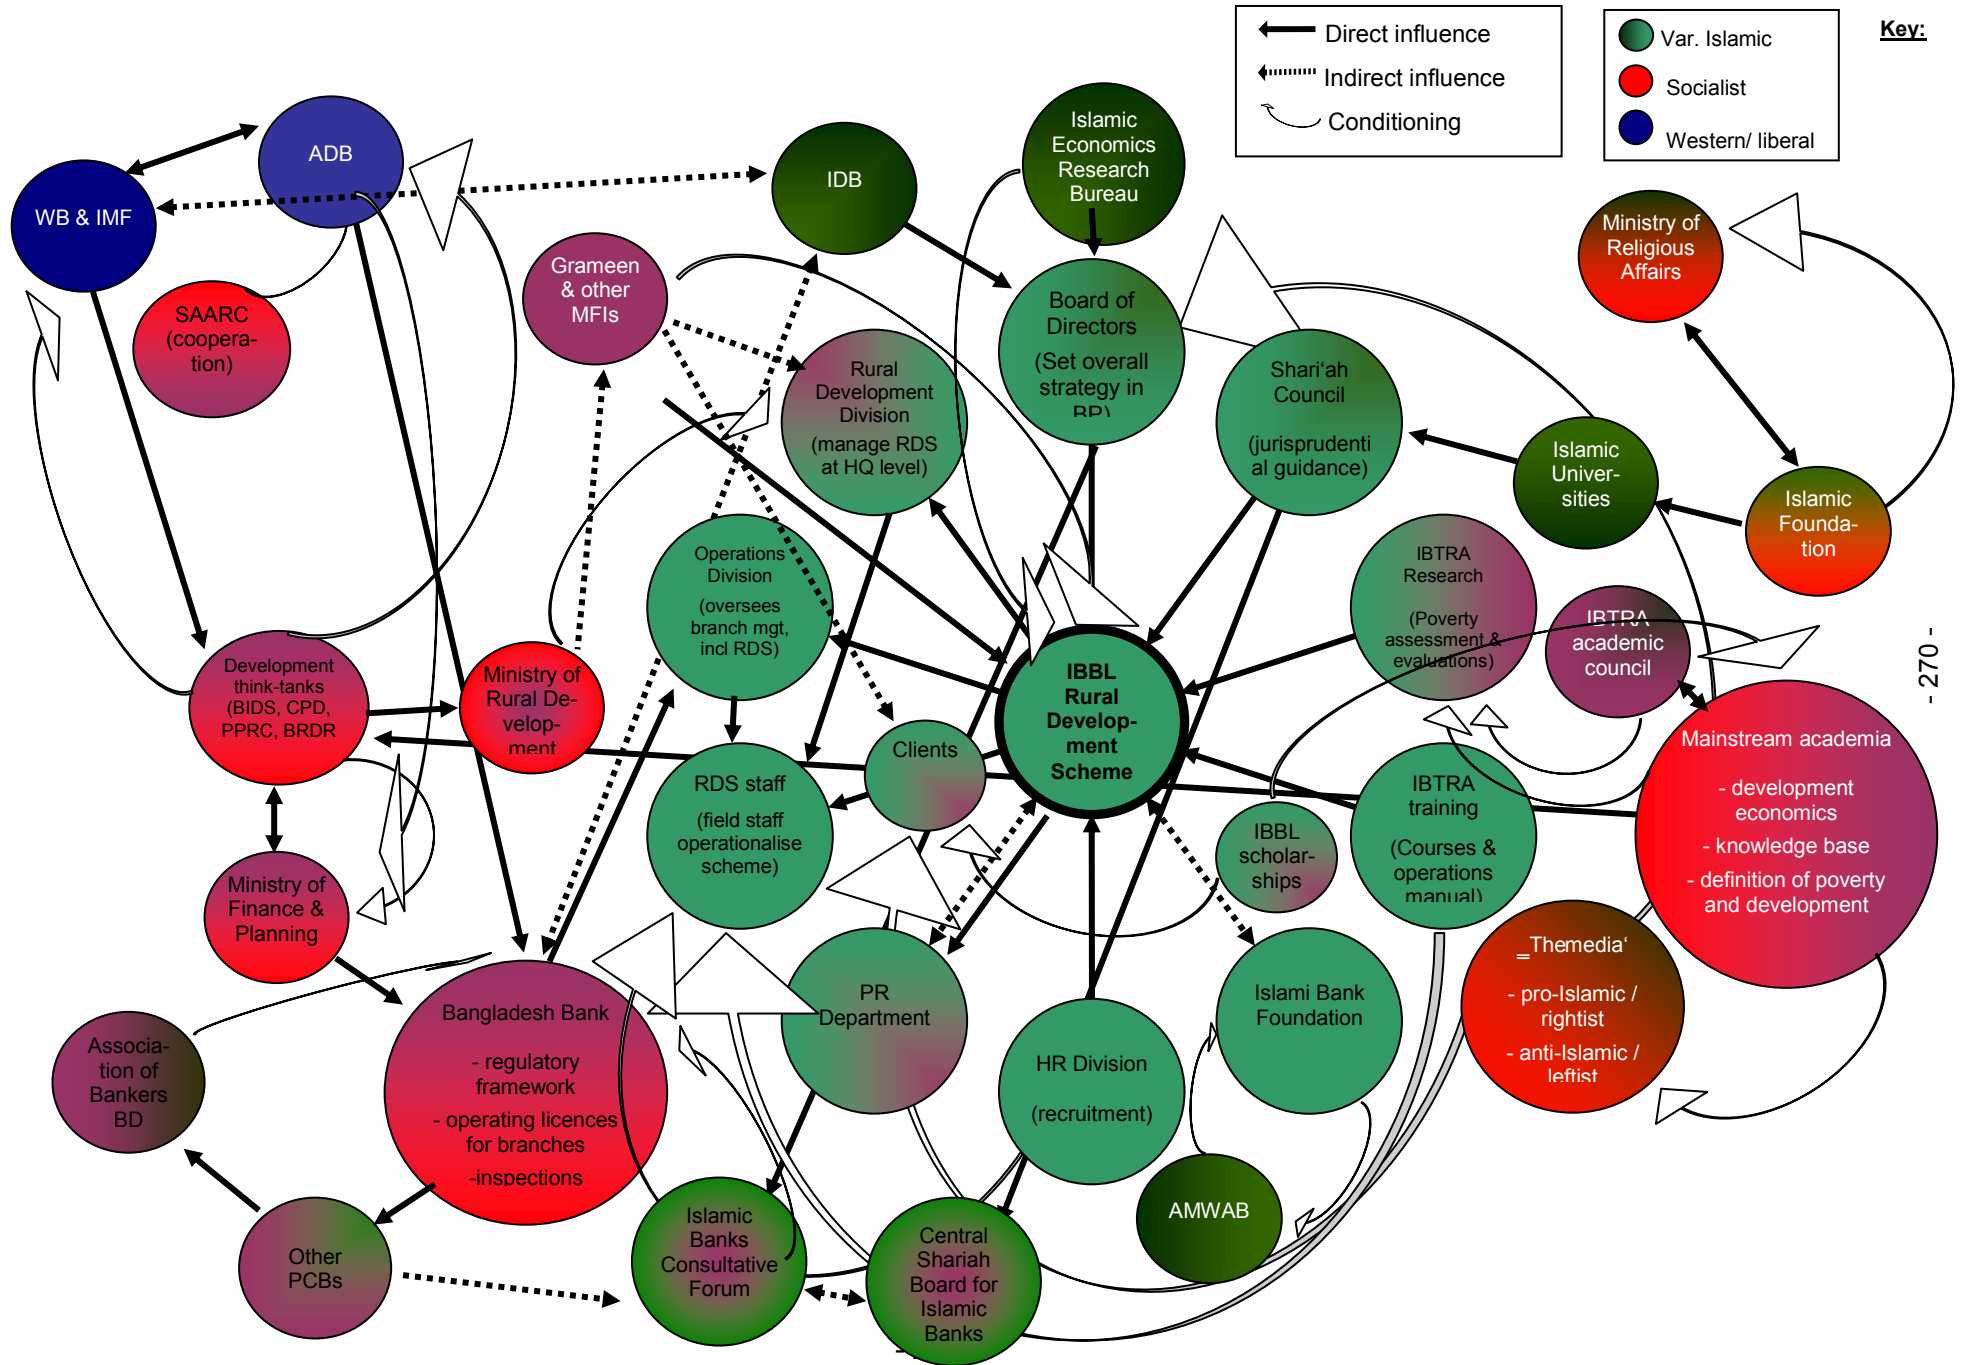 Key:
Direct influence
Indirect influence
Conditioning
Var. Islamic
Socialist
Western/ liberal
ADB
WB & IMF
SAARC
(coopera-
tion)
IDB
Islamic
Economics
Research
Bureau
Grameen
& other
MFIs
Board of
Directors
(Set overall
strategy in
BP)
Ministry of
Religious
Affairs
Rural
Development
Division
(manage RDS
at HQ level)
Shari‘ah
Council
(jurisprudenti
al guidance)
Islamic
Univer-
sities
Islamic
Founda-
tion
Operations
Division
(oversees
branch mgt,
incl RDS)
IBTRA
Research
(Poverty
assessment &
evaluations)
IBTRA
academic
council
- 270 -
Development
think-tanks
(BIDS, CPD,
PPRC, BRDR
Ministry of
Rural De-
velop-
ment
IBBL
Rural
Develop-
ment
Scheme
Clients
RDS staff
(field staff
operationalise
scheme)
IBBL
scholar-
ships
IBTRA
training
(Courses &
operations
manual)
Mainstream academia
- development
economics
- knowledge base
- definition of poverty
and development
Ministry of
Finance &
Planning
Bangladesh Bank
- regulatory
framework
- operating licences
for branches
-inspections
PR
Department
Islami Bank
Foundation
HR Division
(recruitment)
‗Themedia‘
- pro-Islamic /
rightist
- anti-Islamic /
leftist
Associa-
tion of
Bankers
BD
Other
PCBs
Islamic
Banks
Consultative
Forum
Central
Shariah
Board for
Islamic
Banks
AMWAB